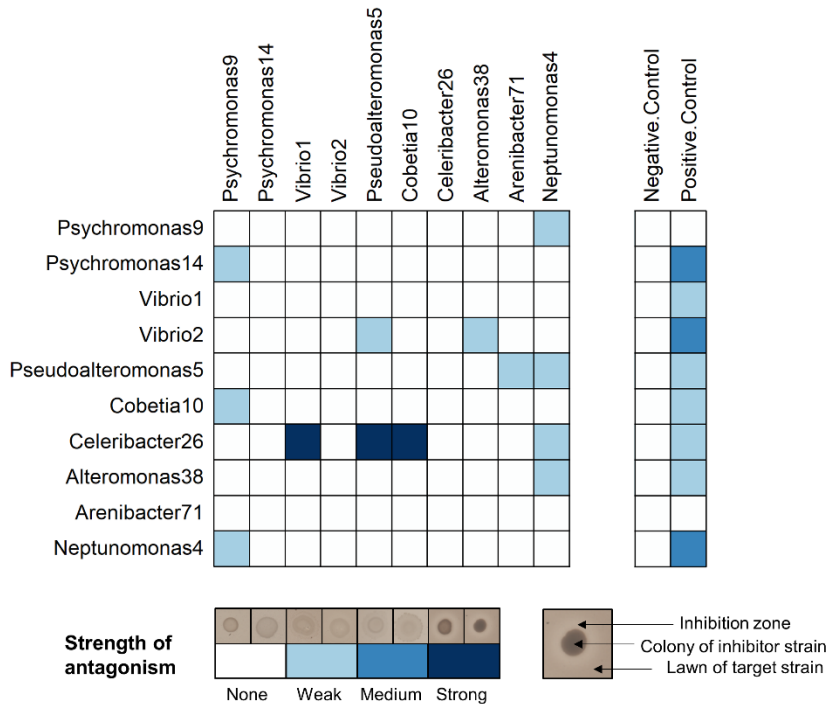 Psychromonas9
Psychromonas14
Vibrio1
Vibrio2
Pseudoalteromonas5
Cobetia10
Celeribacter26
Alteromonas38
Arenibacter71
Neptunomonas4
Negative.Control
Positive.Control
Psychromonas9
Psychromonas14
Vibrio1
Vibrio2
Pseudoalteromonas5
Cobetia10
Celeribacter26
Alteromonas38
Arenibacter71
Neptunomonas4
Strength of
antagonism
None
Weak
Medium
Strong
Inhibition zone
Colony of inhibitor strain
Lawn of target strain